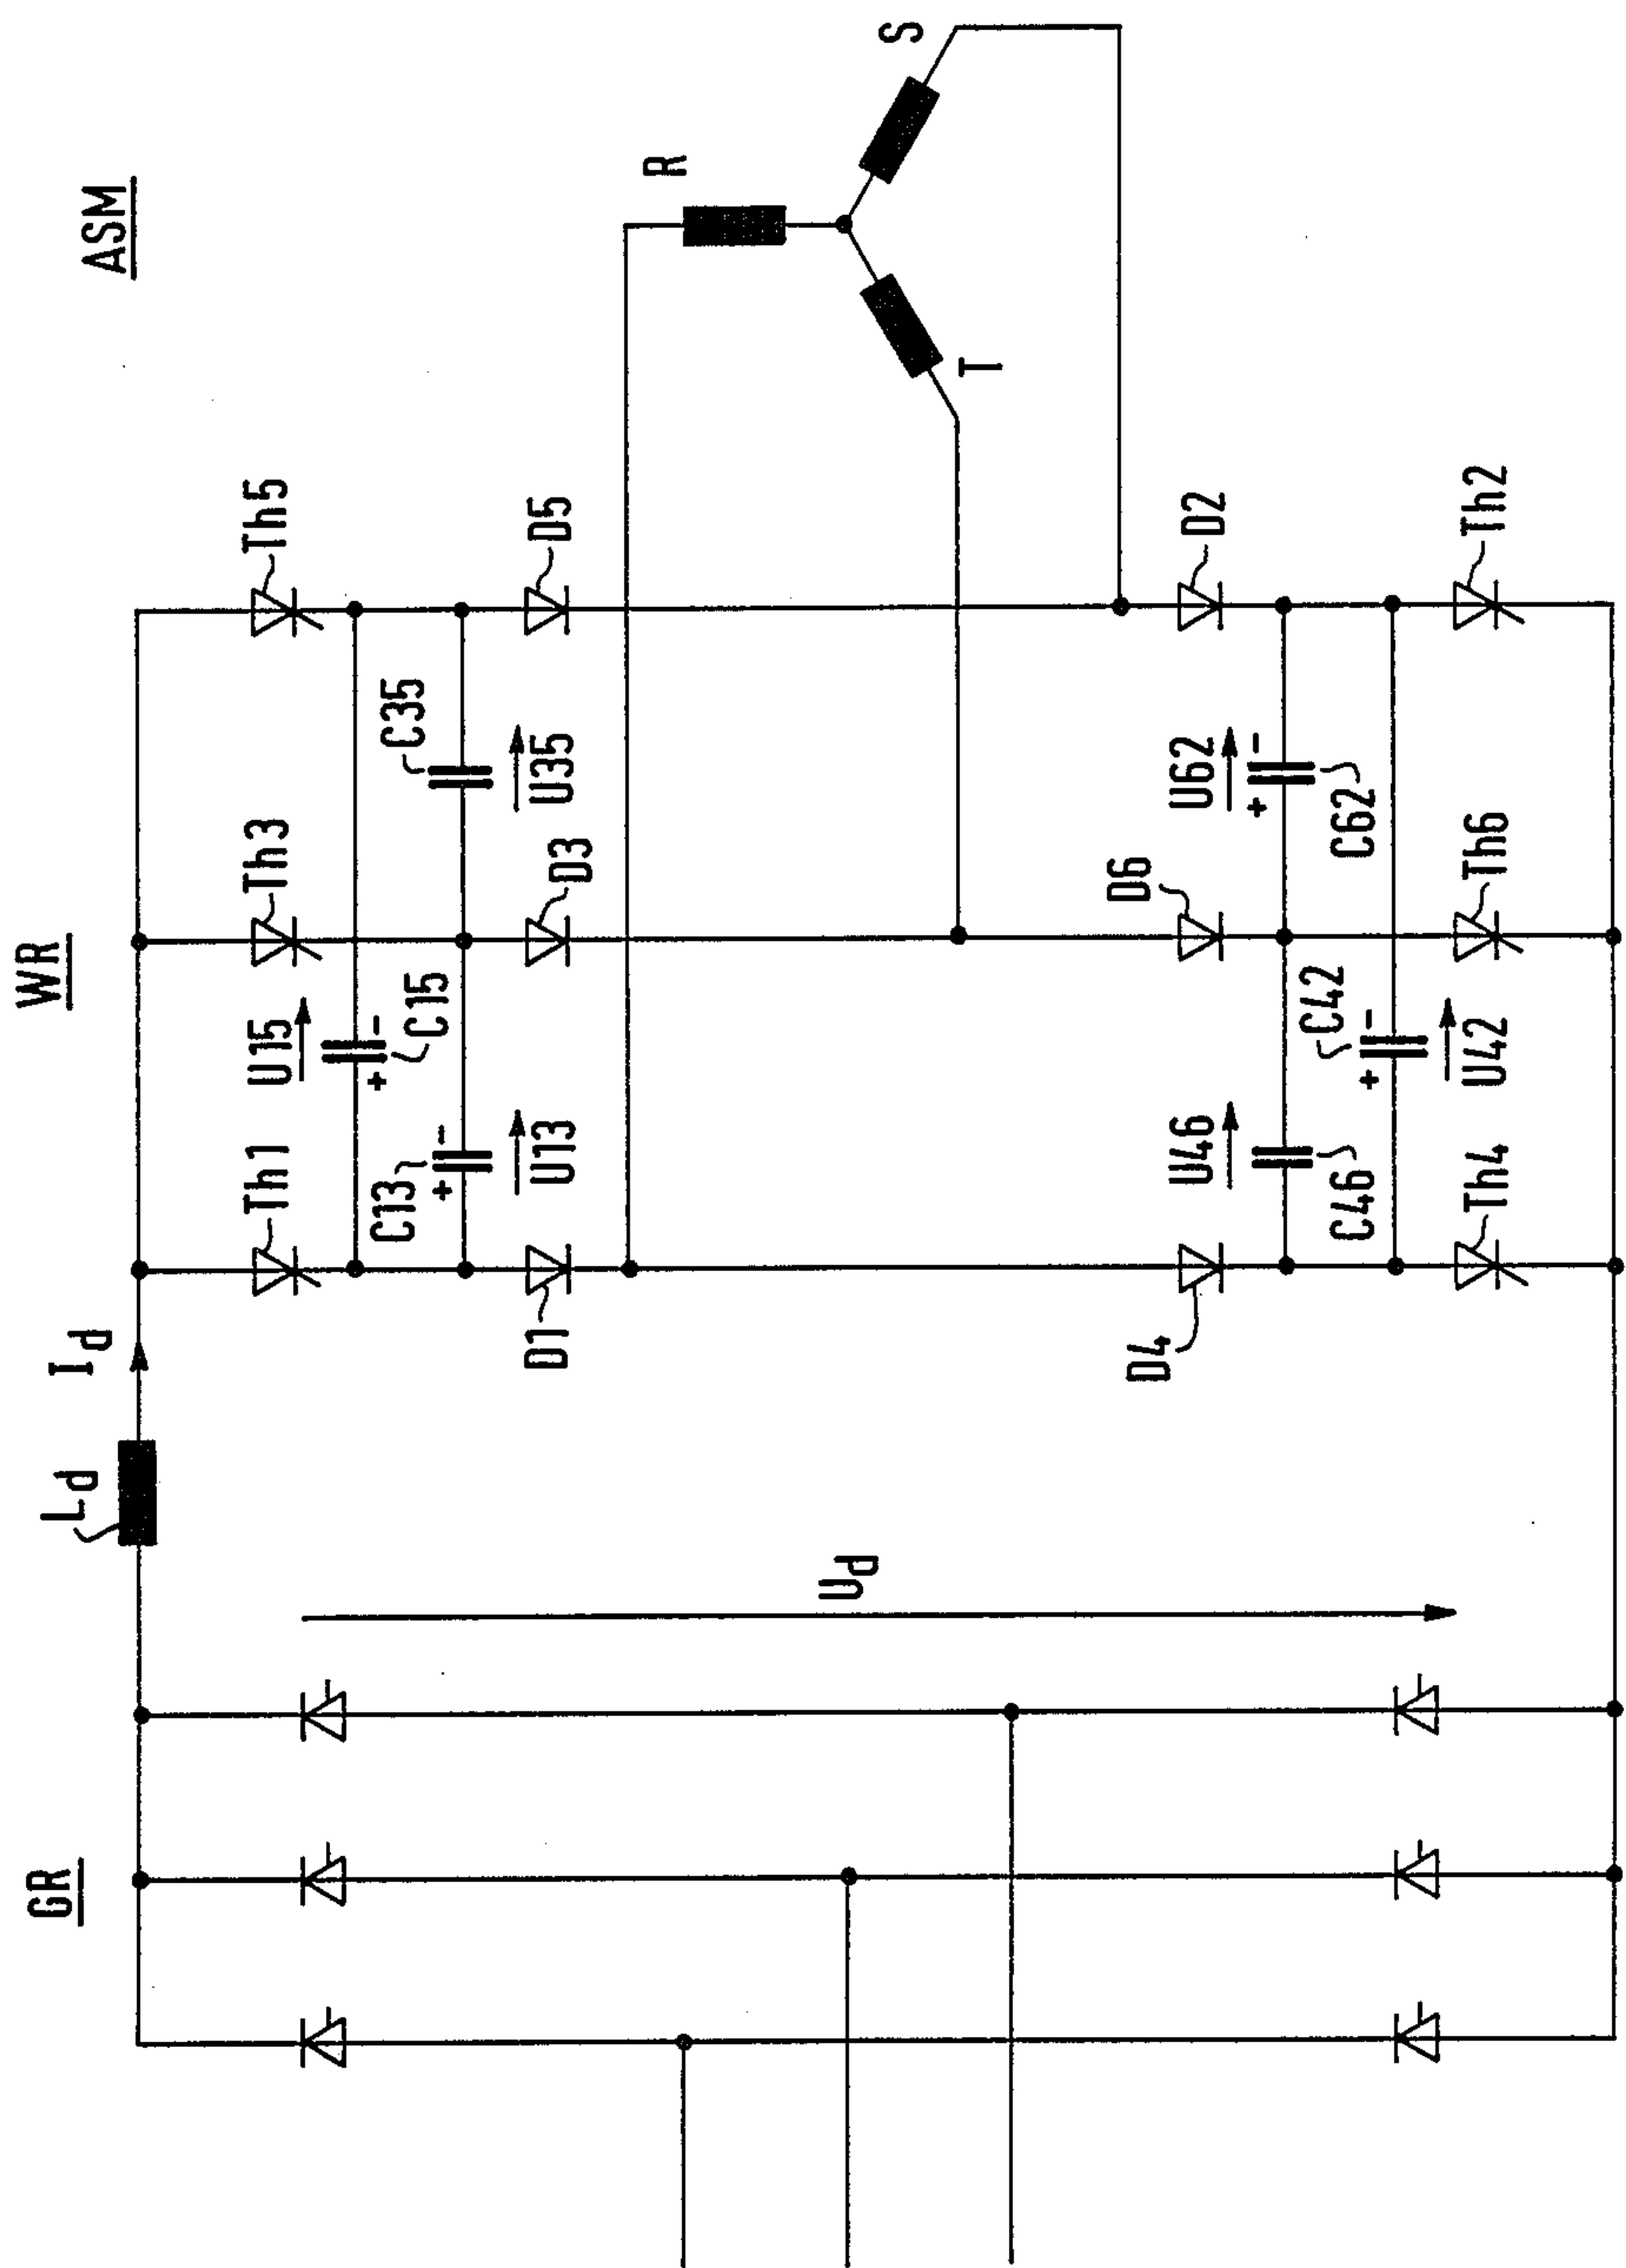 GR
WR
ASM
Ld
Id
Ud
Th1
Th3
Th5
U15
+ -
C15
C13
+ -
U13
C35
U35
D1
D3
D5
R
S
T
D4
D6
D2
U46
C46
U62
+ -
C62
C42
+ -
U42
Th4
Th6
Th2